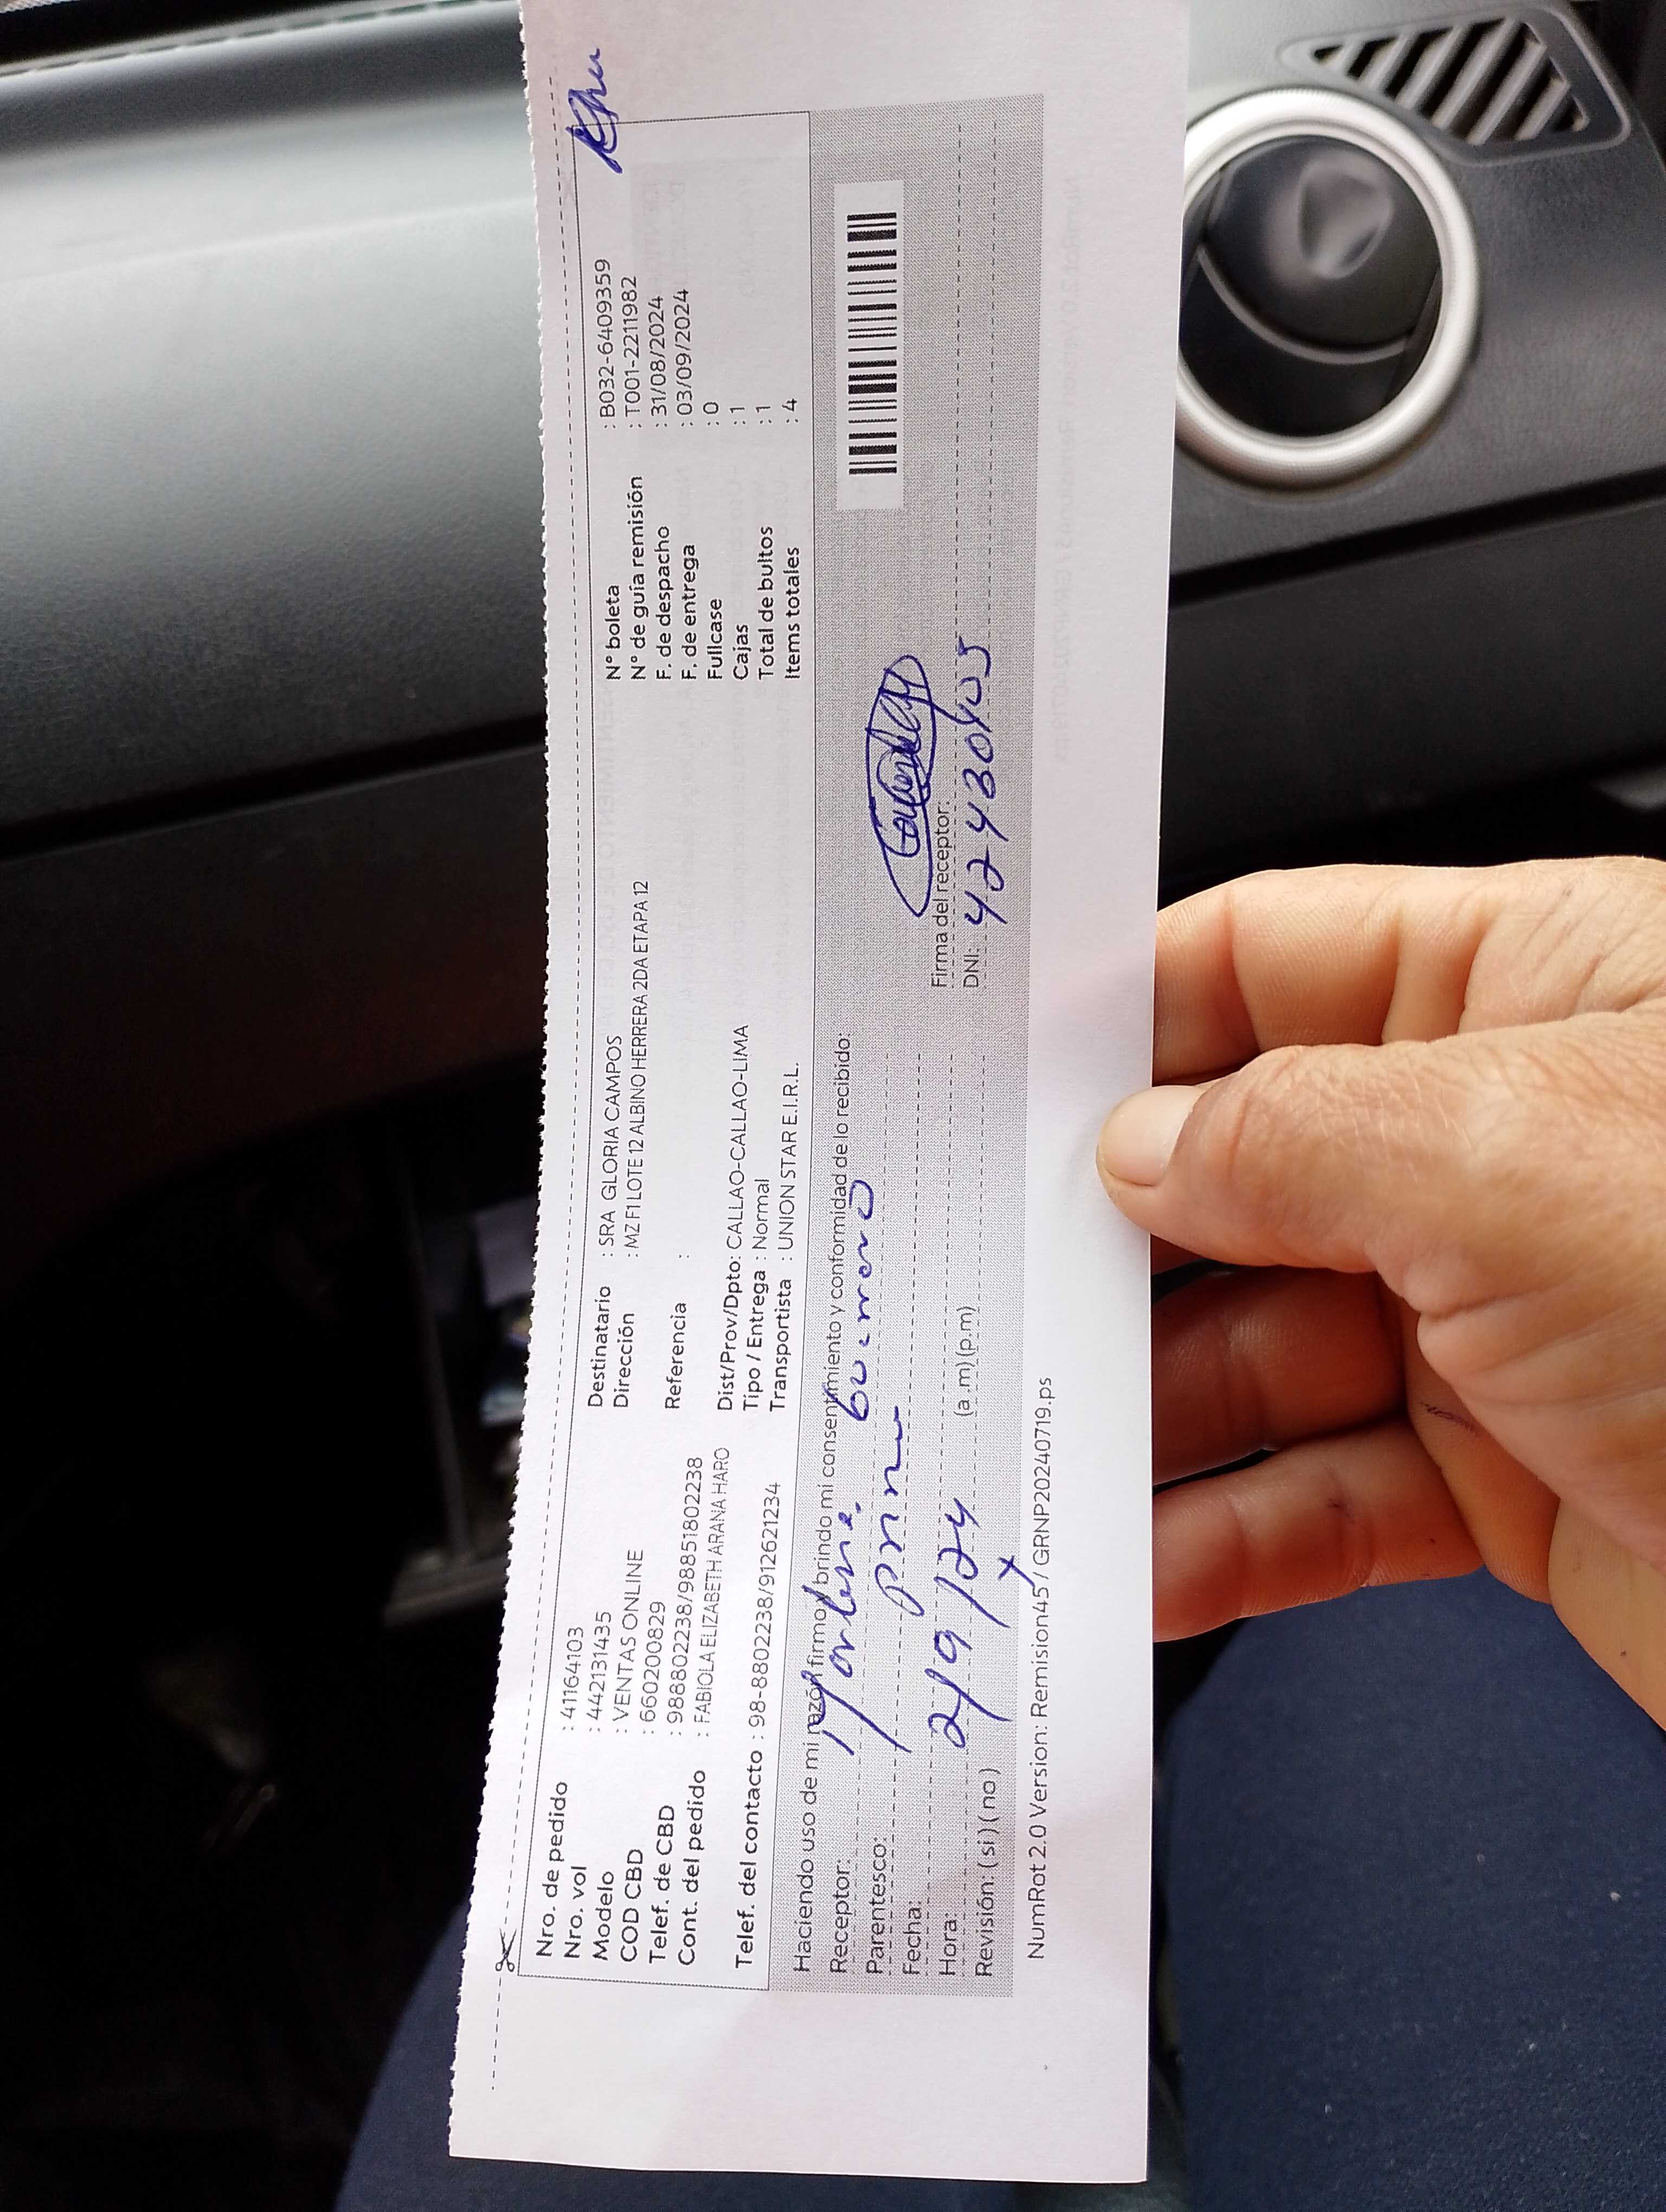 Nro. de pedido : 41164103
Nro. vol : 442131435
Modelo : VENTAS ONLINE
COD CBD : 660200829
Telef. de CBD : 988802238/98851802238
Cont. del pedido : FABIOLA ELIZABETH ARANA HARO
Telef. del contacto : 98-8802238/912621234
Destinatario : SRA GLORIA CAMPOS
Dirección : MZ F1 LOTE 12 ALBINO HERRERA 2DA ETAPA 12
Referencia :
Dist/Prov/Dpto: CALLAO-CALLAO-LIMA
Tipo / Entrega : Normal
Transportista : UNION STAR E.I.R.L.
N° boleta : B032-6409359
N° de guía remisión : T001-2211982
F. de despacho : 31/08/2024
F. de entrega : 03/09/2024
Fullcase : 0
Cajas : 1
Total de bultos : 1
Items totales : 4
Haciendo uso de mi razón firmo y brindo mi consentimiento y conformidad de lo recibido:
Receptor:
Parentesco:
Fecha: 2/9/24
Hora: (a .m) (p.m)
Revisión: ( si ) ( no )
Firma del receptor:
DNI: 42430405
NumRot 2.0 Version: Remision45 / GRNP20240719.ps